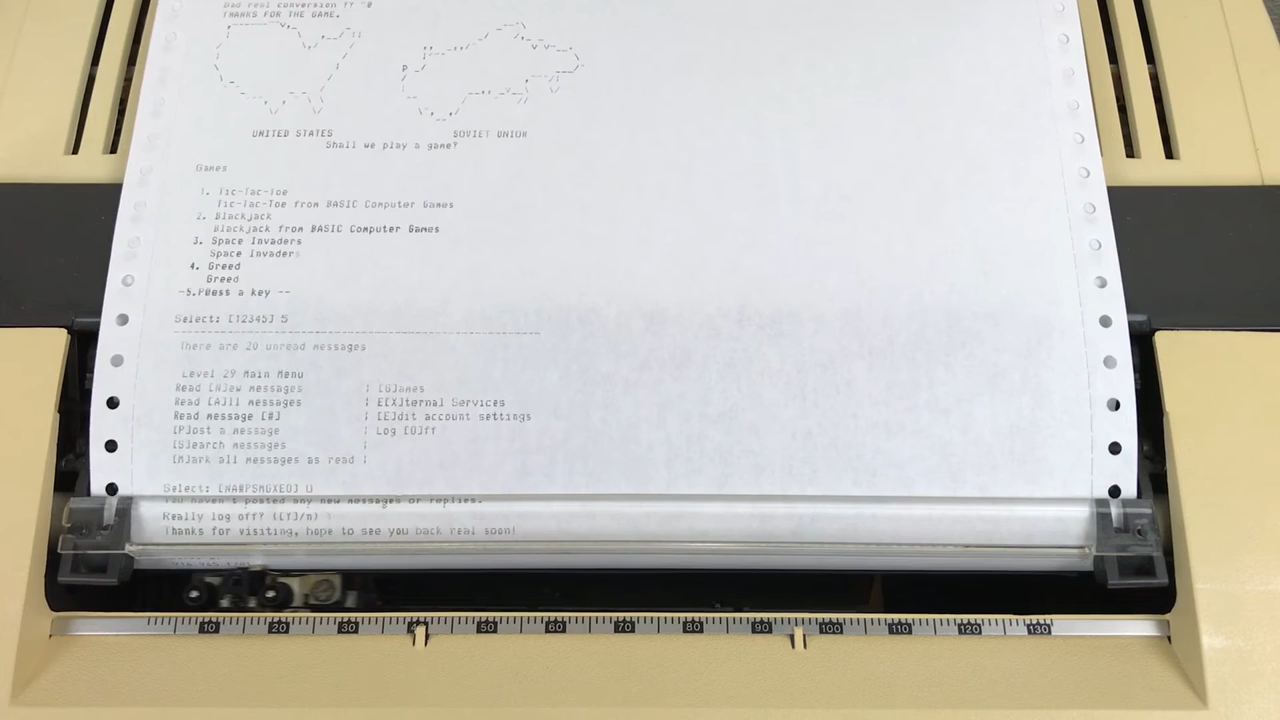 Bad real conversion ??
THANKS FOR THE GAME.
UNITED STATES SOVIET UNION
Shall we play a game?
Games
1. Tic-Tac-Toe
Tic-Tac-Toe from BASIC Computer Games
2. Blackjack
Blackjack from BASIC Computer Games
3. Space Invaders
Space Invaders
4. Greed
Greed
-- Press a key --
Select: [12345] 5
There are 20 unread messages
Level 29 Main Menu
Read [N]ew messages | [G]ames
Read [A]ll messages | E[X]ternal Services
Read message [#] | [E]dit account settings
[P]ost a message | Log [O]ff
[S]earch messages |
[M]ark all messages as read |
Select: [NA#PSMGXEO] O
You haven't posted any new messages or replies.
Really log off? ([Y]/n)
Thanks for visiting, hope to see you back real soon!
10 20 30 40 50 60 70 80 90 100 110 120 130